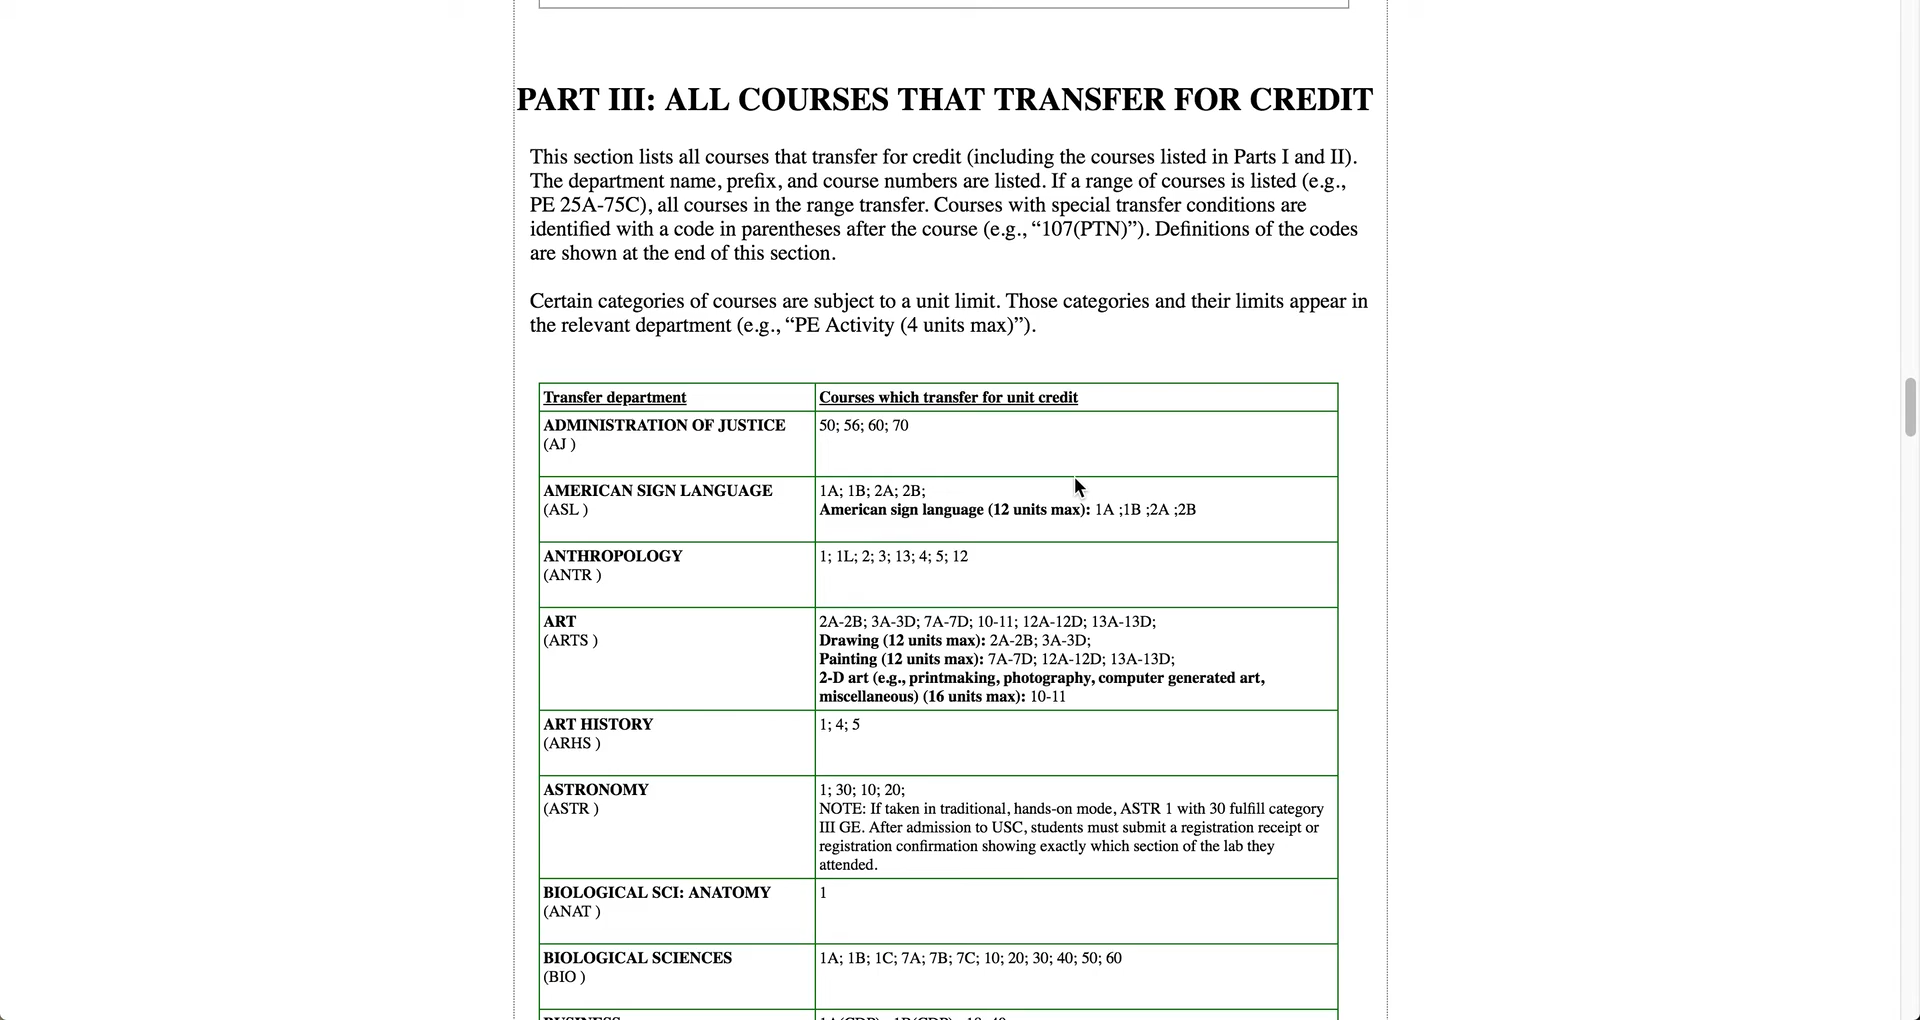 PART III: ALL COURSES THAT TRANSFER FOR CREDIT
This section lists all courses that transfer for credit (including the courses listed in Parts I and II).
The department name, prefix, and course numbers are listed. If a range of courses is listed (e.g.,
PE 25A-75C), all courses in the range transfer. Courses with special transfer conditions are
identified with a code in parentheses after the course (e.g., “107(PTN)”). Definitions of the codes
are shown at the end of this section.
Certain categories of courses are subject to a unit limit. Those categories and their limits appear in
the relevant department (e.g., “PE Activity (4 units max)”).
Transfer department Courses which transfer for unit credit
ADMINISTRATION OF JUSTICE 50; 56; 60; 70
(AJ )
AMERICAN SIGN LANGUAGE 1A; 1B; 2A; 2B;
(ASL ) American sign language (12 units max): 1A ;1B ;2A ;2B
ANTHROPOLOGY 1; 1L; 2; 3; 13; 4; 5; 12
(ANTR )
ART 2A-2B; 3A-3D; 7A-7D; 10-11; 12A-12D; 13A-13D;
(ARTS ) Drawing (12 units max): 2A-2B; 3A-3D;
Painting (12 units max): 7A-7D; 12A-12D; 13A-13D;
2-D art (e.g., printmaking, photography, computer generated art,
miscellaneous) (16 units max): 10-11
ART HISTORY 1; 4; 5
(ARHS )
ASTRONOMY 1; 30; 10; 20;
(ASTR ) NOTE: If taken in traditional, hands-on mode, ASTR 1 with 30 fulfill category
III GE. After admission to USC, students must submit a registration receipt or
registration confirmation showing exactly which section of the lab they
attended.
BIOLOGICAL SCI: ANATOMY 1
(ANAT )
BIOLOGICAL SCIENCES 1A; 1B; 1C; 7A; 7B; 7C; 10; 20; 30; 40; 50; 60
(BIO )